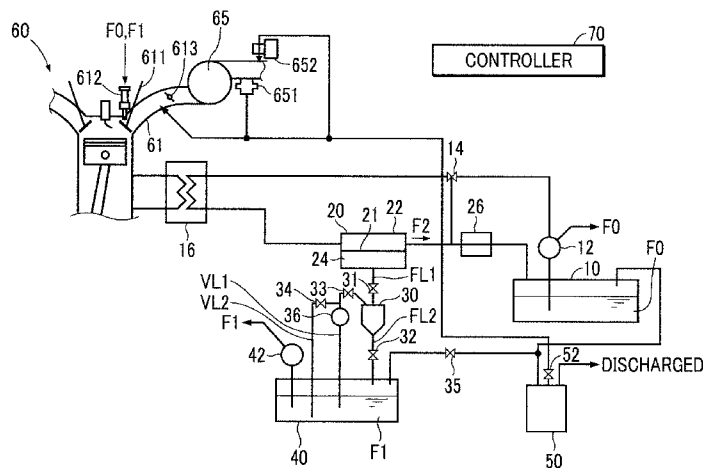 60
F0,F1
611
65
613
612
652
651
61
70
CONTROLLER
14
16
20
21
22
F2
26
24
12
F0
10
F0
FL1
31
30
VL1
34
33
VL2
36
FL2
32
F1
42
35
52
DISCHARGED
40
F1
50